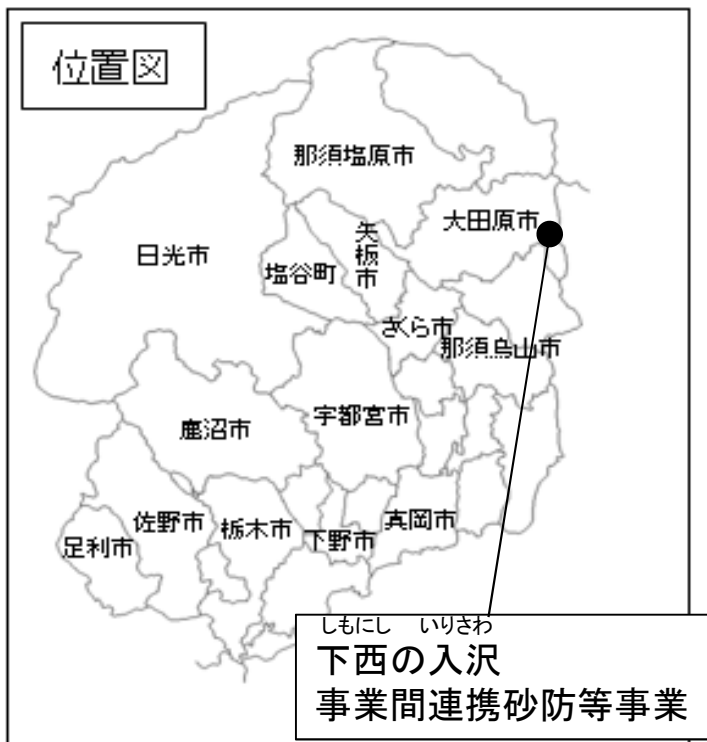 位置図
那須塩原市
大田原市
矢板市
日光市
塩谷町
さくら市
那須烏山市
宇都宮市
鹿沼市
佐野市
栃木市
真岡市
下野市
足利市
しもにし いりさわ
下西の入沢
事業間連携砂防等事業